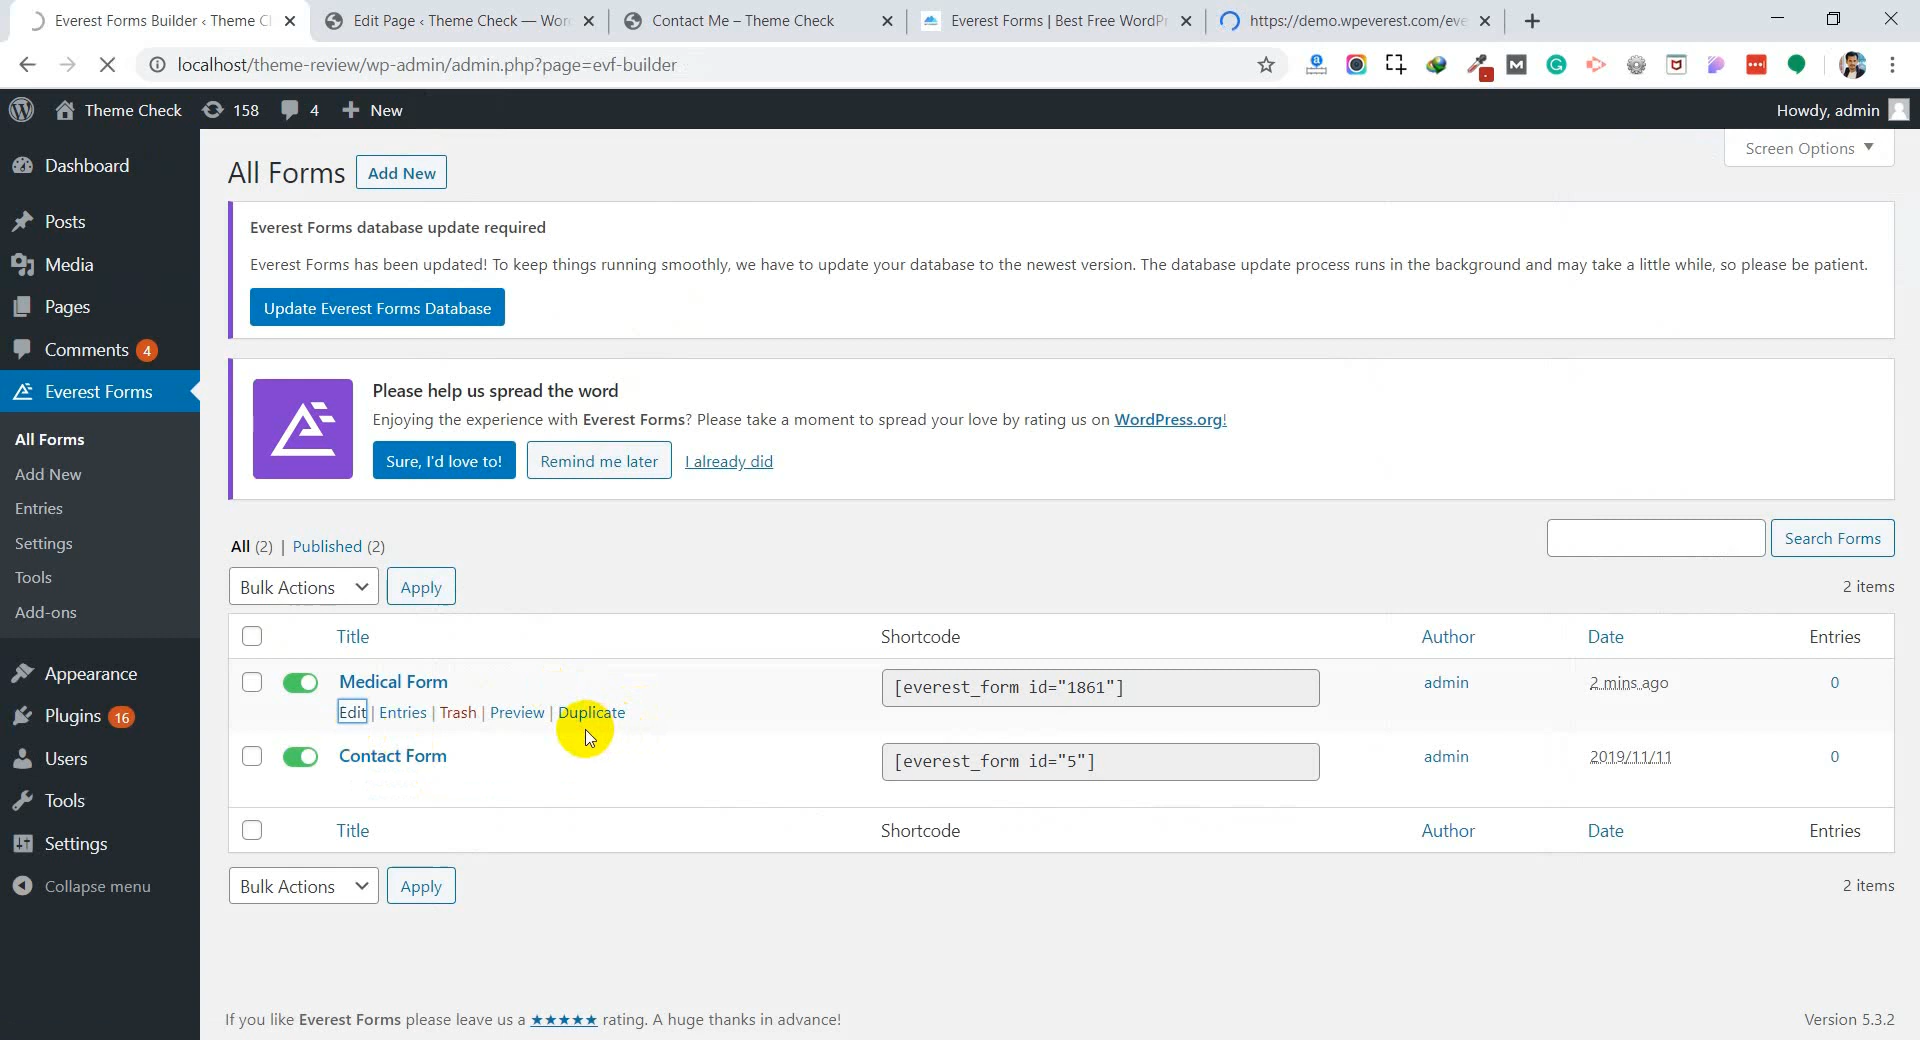 Everest Forms Builder ‹ Theme C
Edit Page ‹ Theme Check — Wor
Contact Me – Theme Check
Everest Forms | Best Free WordPr
https://demo.wpeverest.com/eve
localhost/theme-review/wp-admin/admin.php?page=evf-builder
Theme Check
158
4
New
Howdy, admin
Dashboard
Posts
Media
Pages
Comments 4
Everest Forms
All Forms
Add New
Entries
Settings
Tools
Add-ons
Appearance
Plugins 16
Users
Tools
Settings
Collapse menu
Screen Options
All Forms Add New
Everest Forms database update required
Everest Forms has been updated! To keep things running smoothly, we have to update your database to the newest version. The database update process runs in the background and may take a little while, so please be patient.
Update Everest Forms Database
Please help us spread the word
Enjoying the experience with Everest Forms? Please take a moment to spread your love by rating us on WordPress.org!
Sure, I'd love to! Remind me later I already did
All (2) | Published (2)
Search Forms
Bulk Actions Apply 2 items
Title Shortcode Author Date Entries
Medical Form [everest_form id="1861"] admin 2 mins ago 0
Edit | Entries | Trash | Preview | Duplicate
Contact Form [everest_form id="5"] admin 2019/11/11 0
Title Shortcode Author Date Entries
Bulk Actions Apply 2 items
If you like Everest Forms please leave us a ★★★★★ rating. A huge thanks in advance!
Version 5.3.2